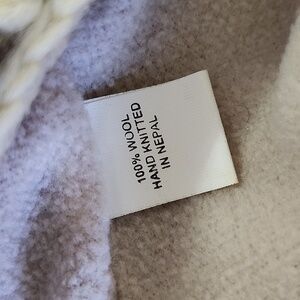 100% WOOL
HAND KNITTED
IN NEPAL